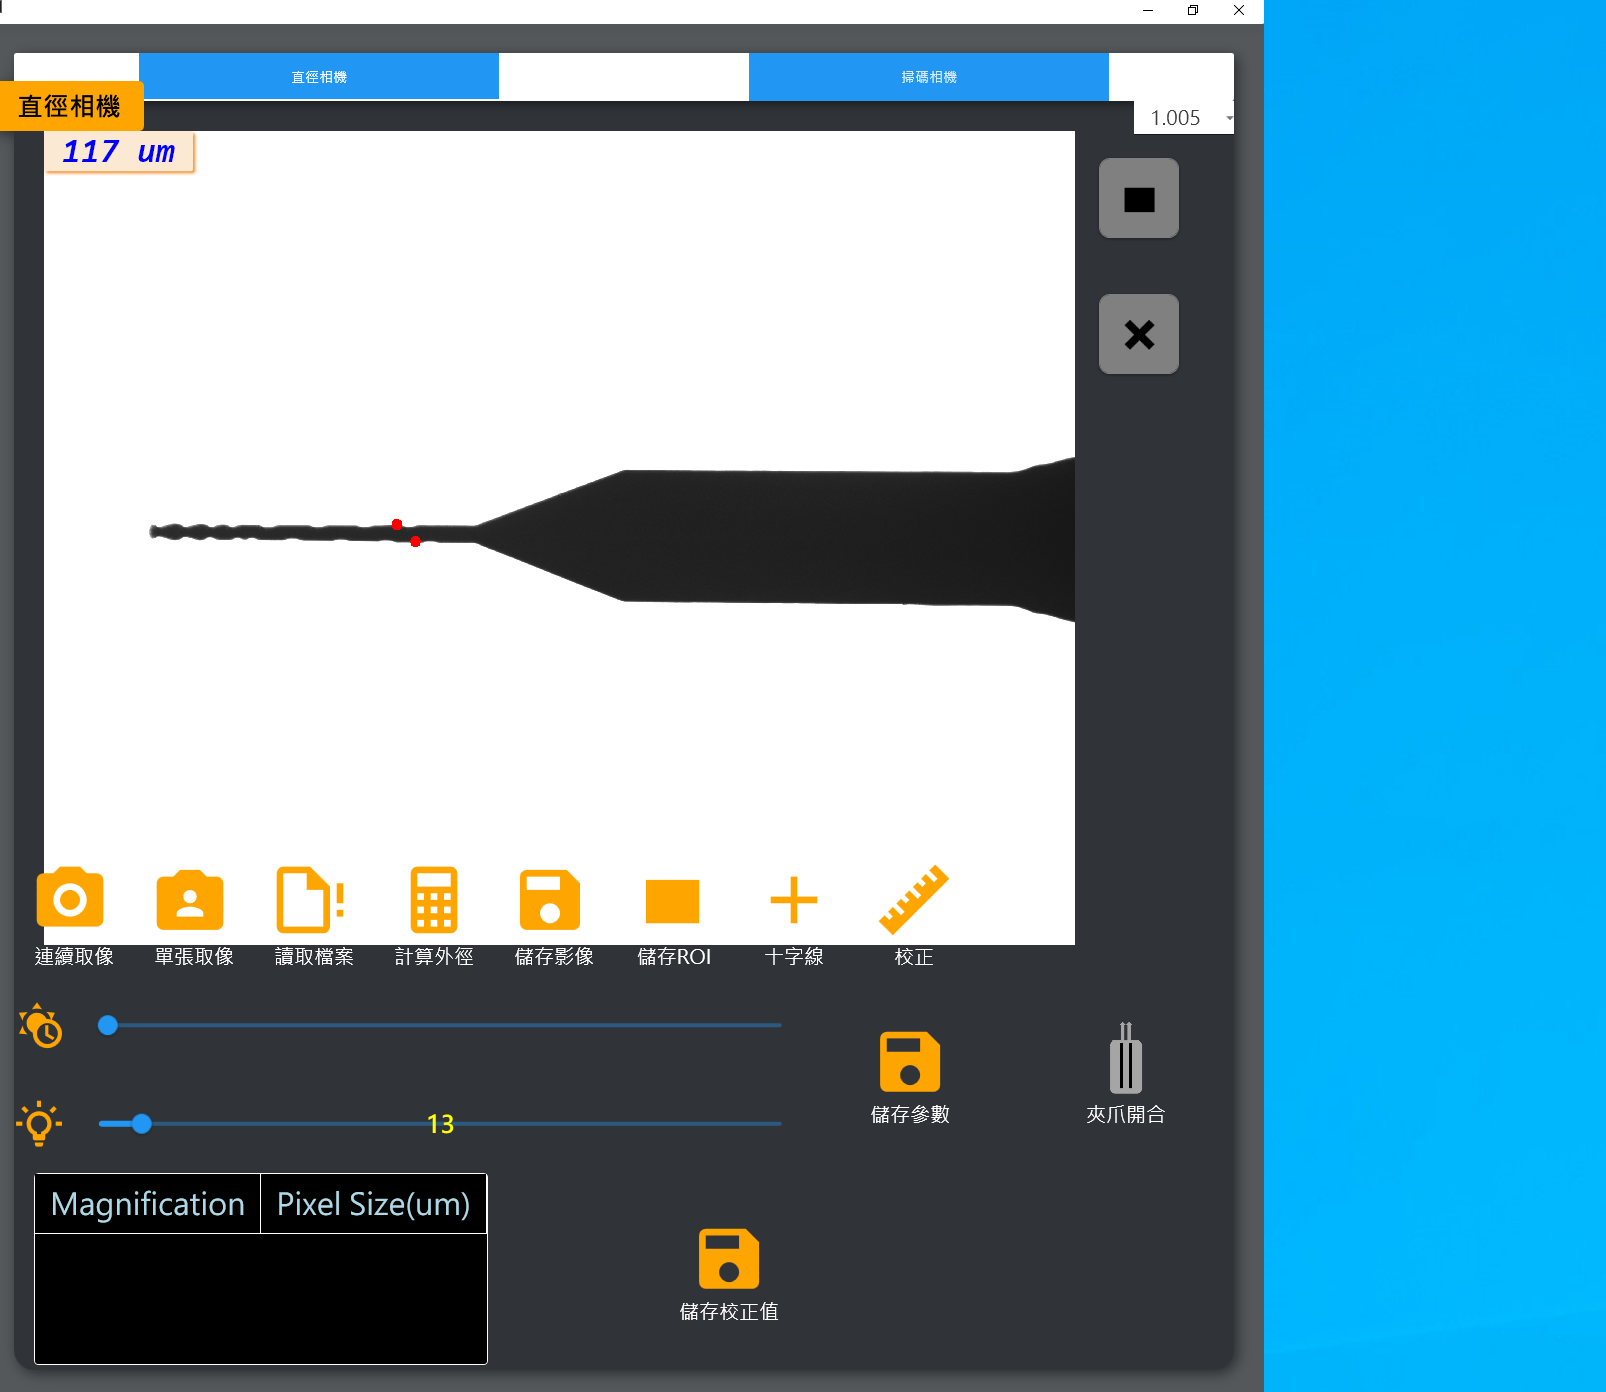 直徑相機
掃碼相機
直徑相機
1.005
117 um
連續取像
單張取像
讀取檔案
計算外徑
儲存影像
儲存ROI
十字線
校正
13
儲存參數
夾爪開合
Magnification
Pixel Size(um)
儲存校正值